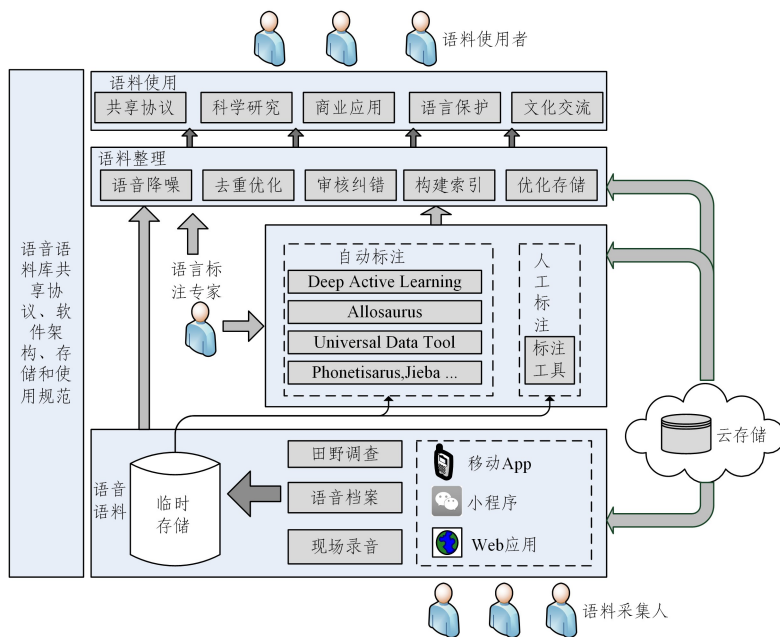 语料使用者
语料使用
共享协议
科学研究
商业应用
语言保护
文化交流
语料整理
语音降噪
去重优化
审核纠错
构建索引
优化存储
语音语
料库共
享协
议、软
件架
构、存
储和使
用规范
语言标
注专家
自动标注
Deep Active Learning
Allosaurus
Universal Data Tool
Phonetisarus,Jieba ...
人
工
标
注
标注
工具
云存储
语音
语料
临时
存储
田野调查
语音档案
现场录音
移动App
小程序
Web应用
语料采集人